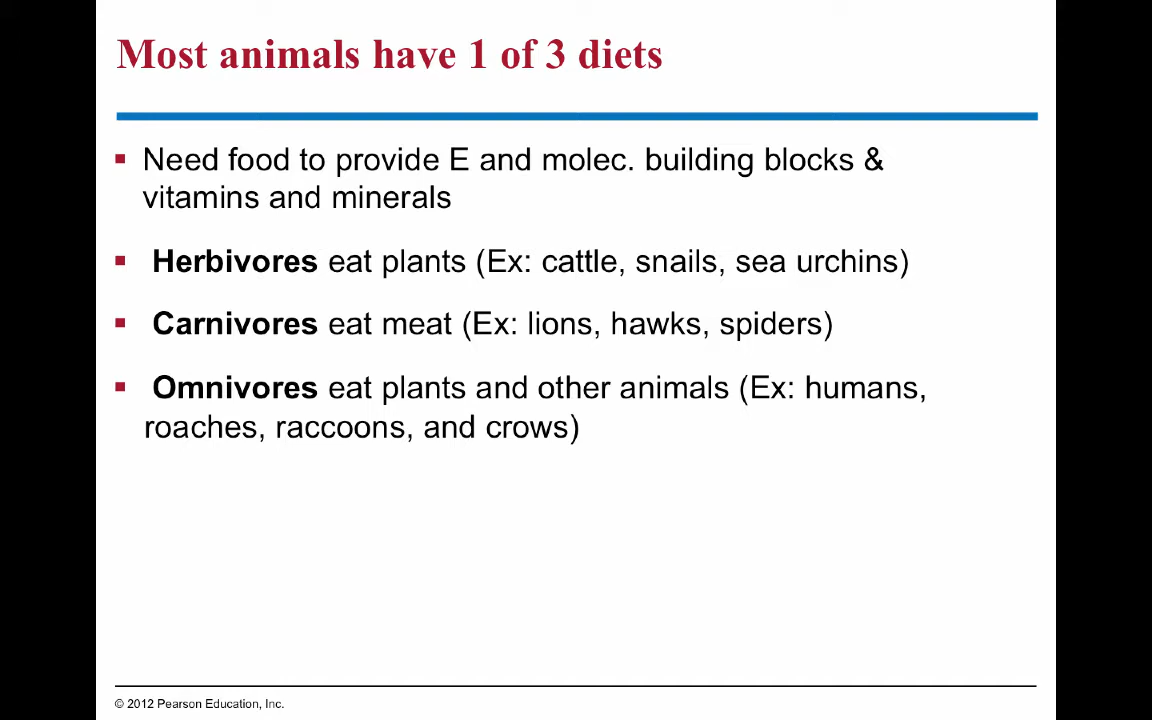 Most animals have 1 of 3 diets
Need food to provide E and molec. building blocks &
vitamins and minerals
Herbivores eat plants (Ex: cattle, snails, sea urchins)
Carnivores eat meat (Ex: lions, hawks, spiders)
Omnivores eat plants and other animals (Ex: humans,
roaches, raccoons, and crows)
© 2012 Pearson Education, Inc.